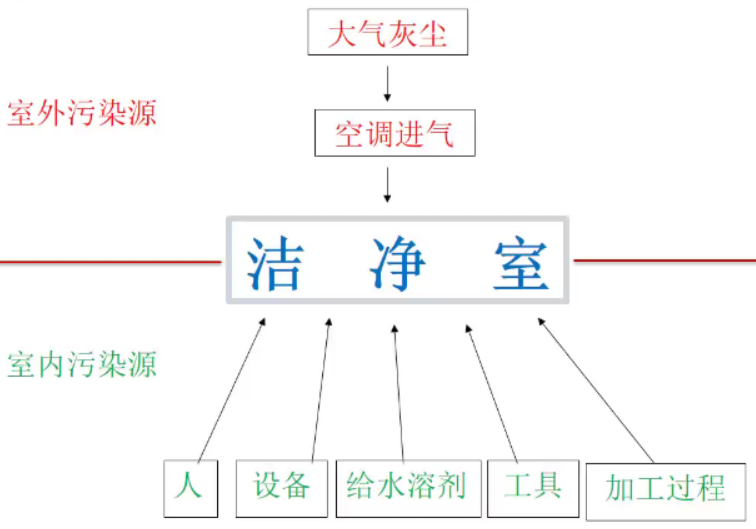 大气灰尘
室外污染源
空调进气
洁净室
室内污染源
人
设备
给水溶剂
工具
加工过程